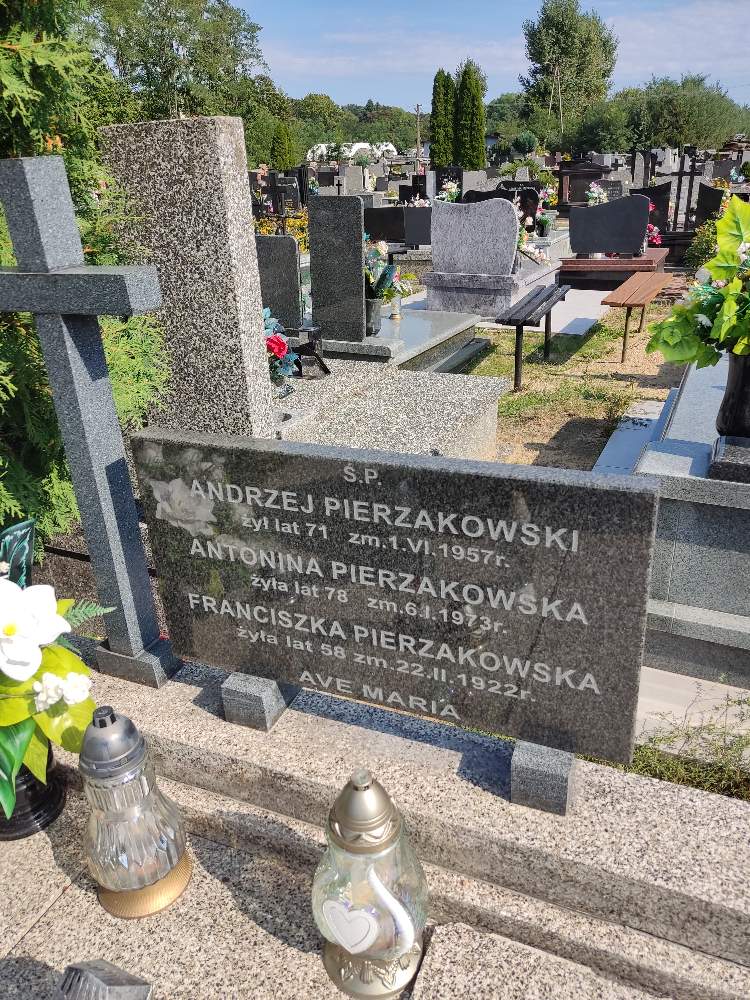 Ś.P.
ANDRZEJ PIERZAKOWSKI
żył lat 71 zm.1.VI.1957r.
ANTONINA PIERZAKOWSKA
żyła lat 78 zm.6.I.1973r.
FRANCISZKA PIERZAKOWSKA
żyła lat 58 zm.22.II.1922r.
AVE MARIA